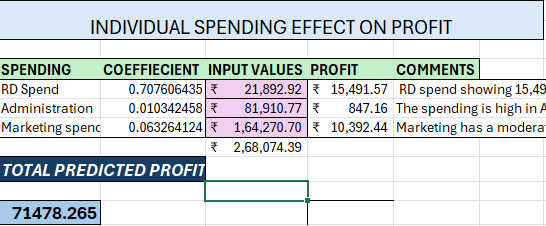 INDIVIDUAL SPENDING EFFECT ON PROFIT
SPENDING COEFFIECIENT INPUT VALUES PROFIT COMMENTS
RD Spend 0.707606435 ₹ 21,892.92 ₹ 15,491.57 RD spend showing 15,49
Administration 0.010342458 ₹ 81,910.77 ₹ 847.16 The spending is high in A
Marketing spend 0.063264124 ₹ 1,64,270.70 ₹ 10,392.44 Marketing has a modera
₹ 2,68,074.39
TOTAL PREDICTED PROFIT
71478.265